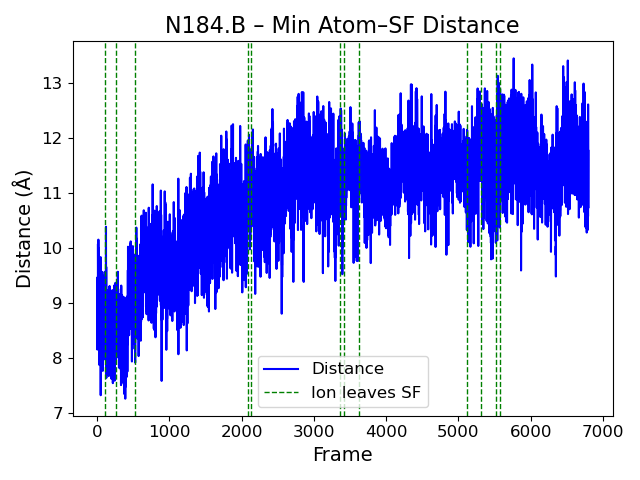 N184.B – Min Atom–SF Distance
Distance (Å)
13
12
11
10
9
8
7
Distance
Ion leaves SF
0 1000 2000 3000 4000 5000 6000 7000
Frame